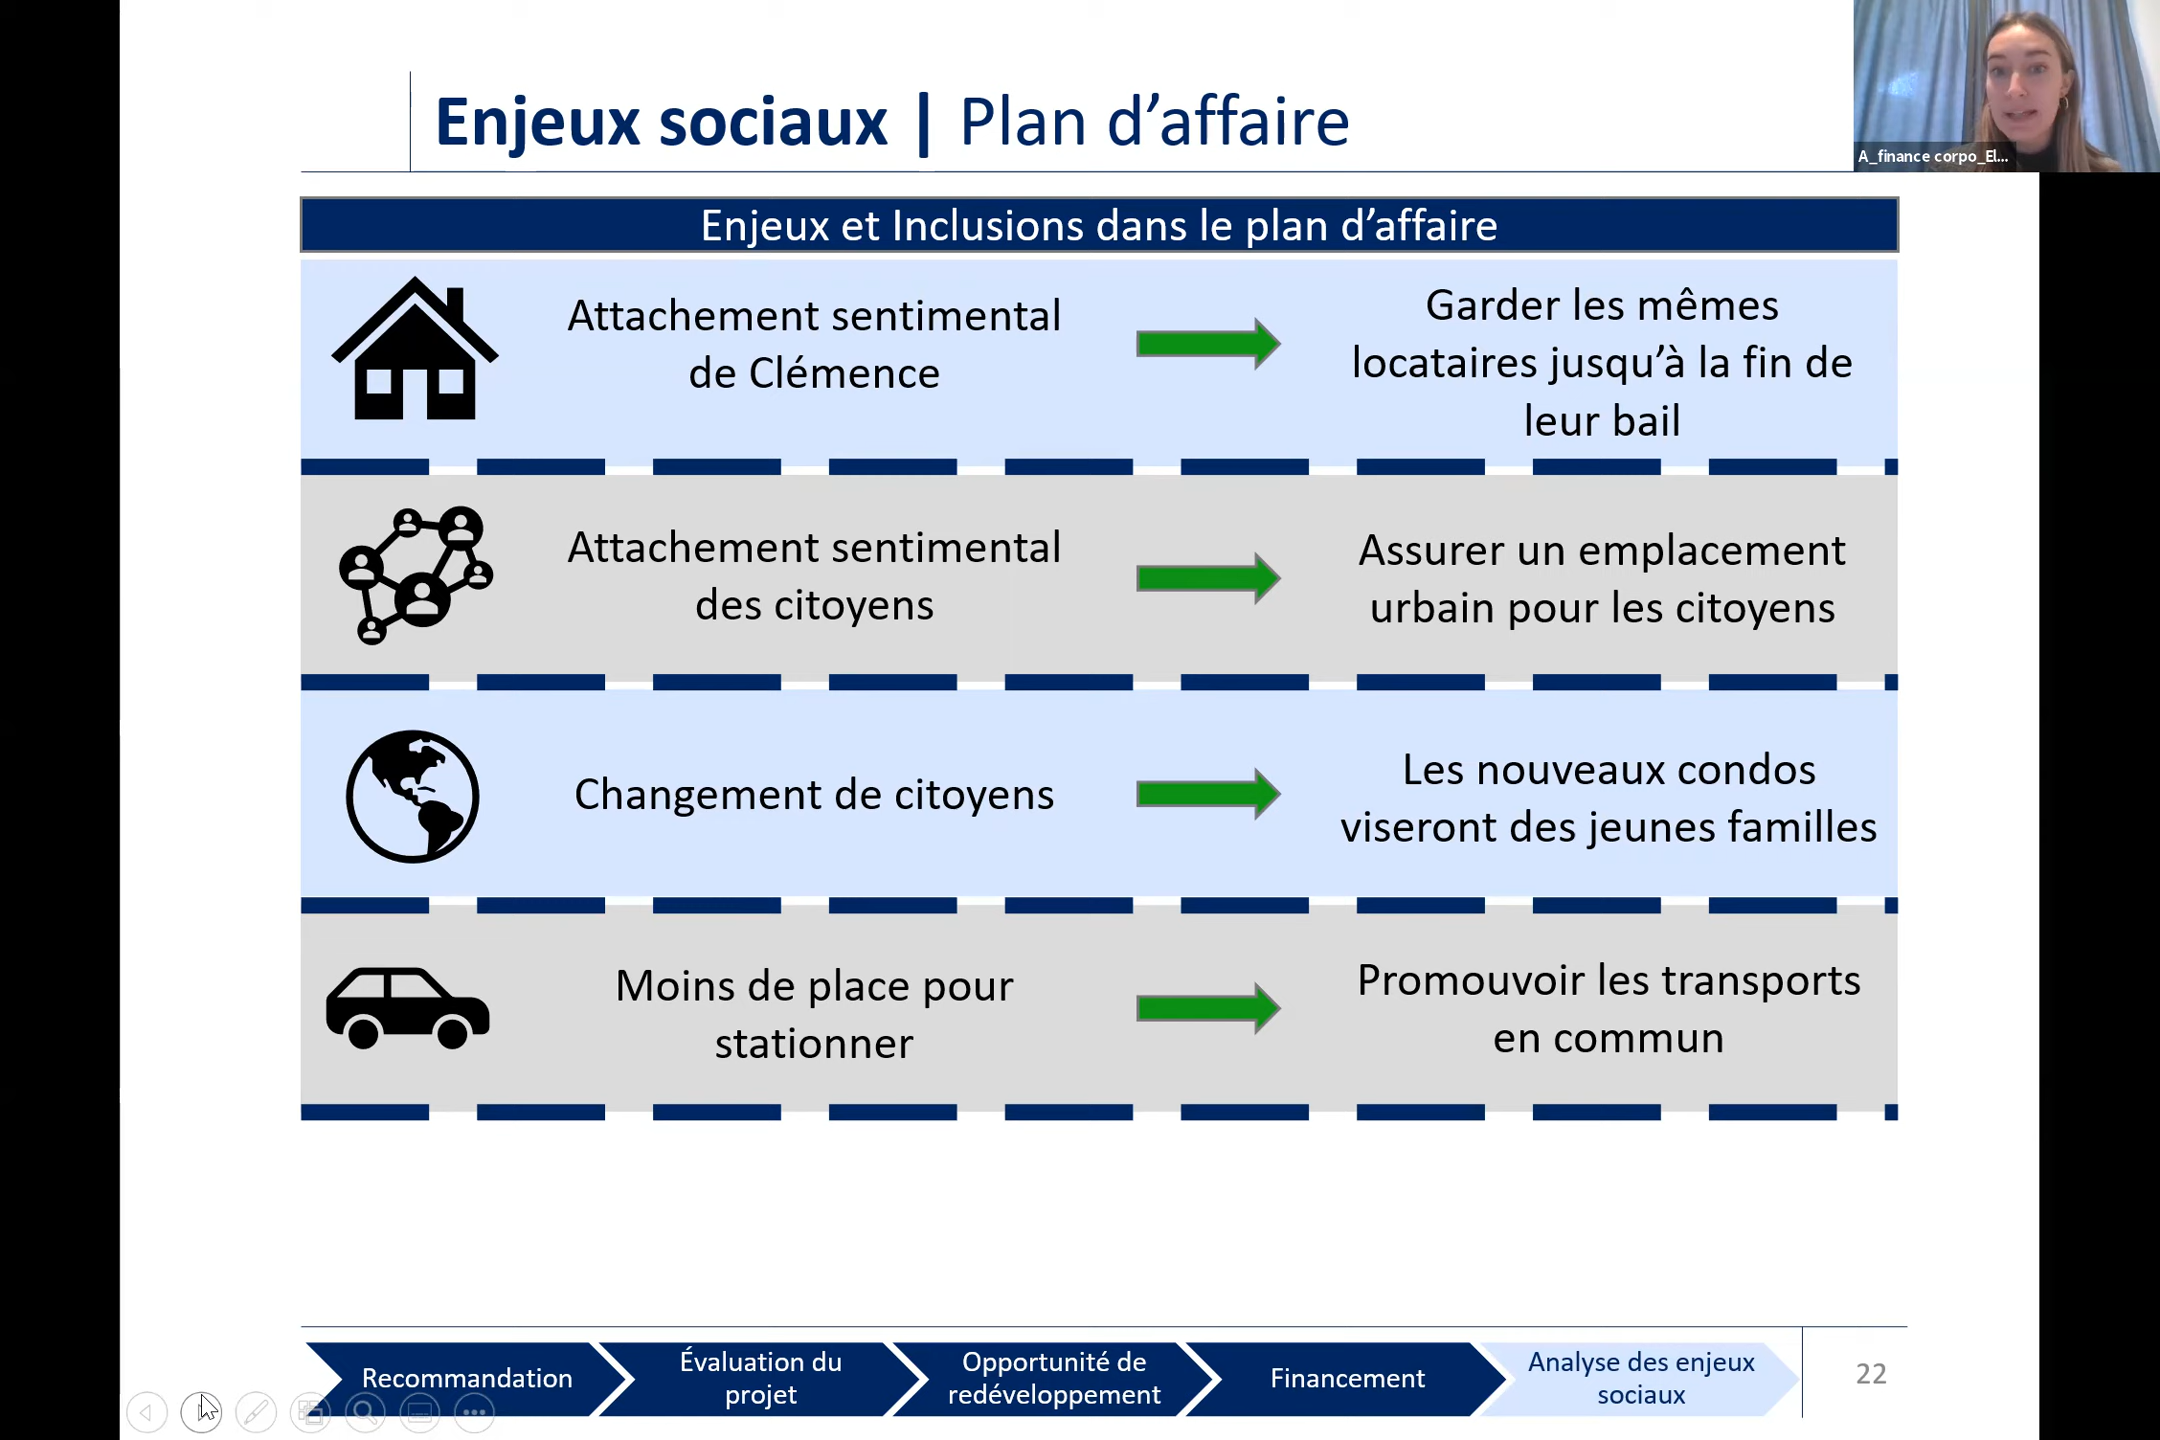 Enjeux sociaux | Plan d’affaire
A_finance corpo_El...
Enjeux et Inclusions dans le plan d’affaire
Attachement sentimental
de Clémence
Garder les mêmes
locataires jusqu’à la fin de
leur bail
Attachement sentimental
des citoyens
Assurer un emplacement
urbain pour les citoyens
Changement de citoyens
Les nouveaux condos
viseront des jeunes familles
Moins de place pour
stationner
Promouvoir les transports
en commun
Recommandation
Évaluation du
projet
Opportunité de
redéveloppement
Financement
Analyse des enjeux
sociaux
22